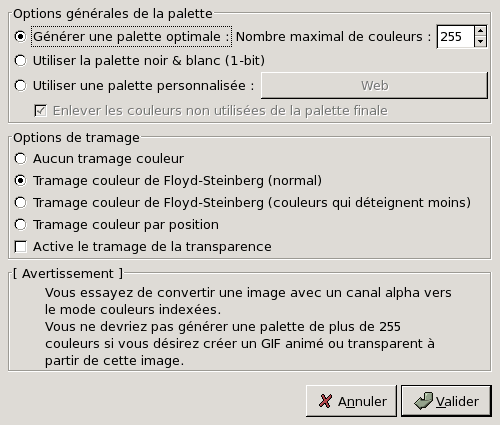 Options générales de la palette
Générer une palette optimale : Nombre maximal de couleurs : 255
Utiliser la palette noir & blanc (1-bit)
Utiliser une palette personnalisée : Web
Enlever les couleurs non utilisées de la palette finale
Options de tramage
Aucun tramage couleur
Tramage couleur de Floyd-Steinberg (normal)
Tramage couleur de Floyd-Steinberg (couleurs qui déteignent moins)
Tramage couleur par position
Active le tramage de la transparence
[ Avertissement ]
Vous essayez de convertir une image avec un canal alpha vers
le mode couleurs indexées.
Vous ne devriez pas générer une palette de plus de 255
couleurs si vous désirez créer un GIF animé ou transparent à
partir de cette image.
Annuler Valider